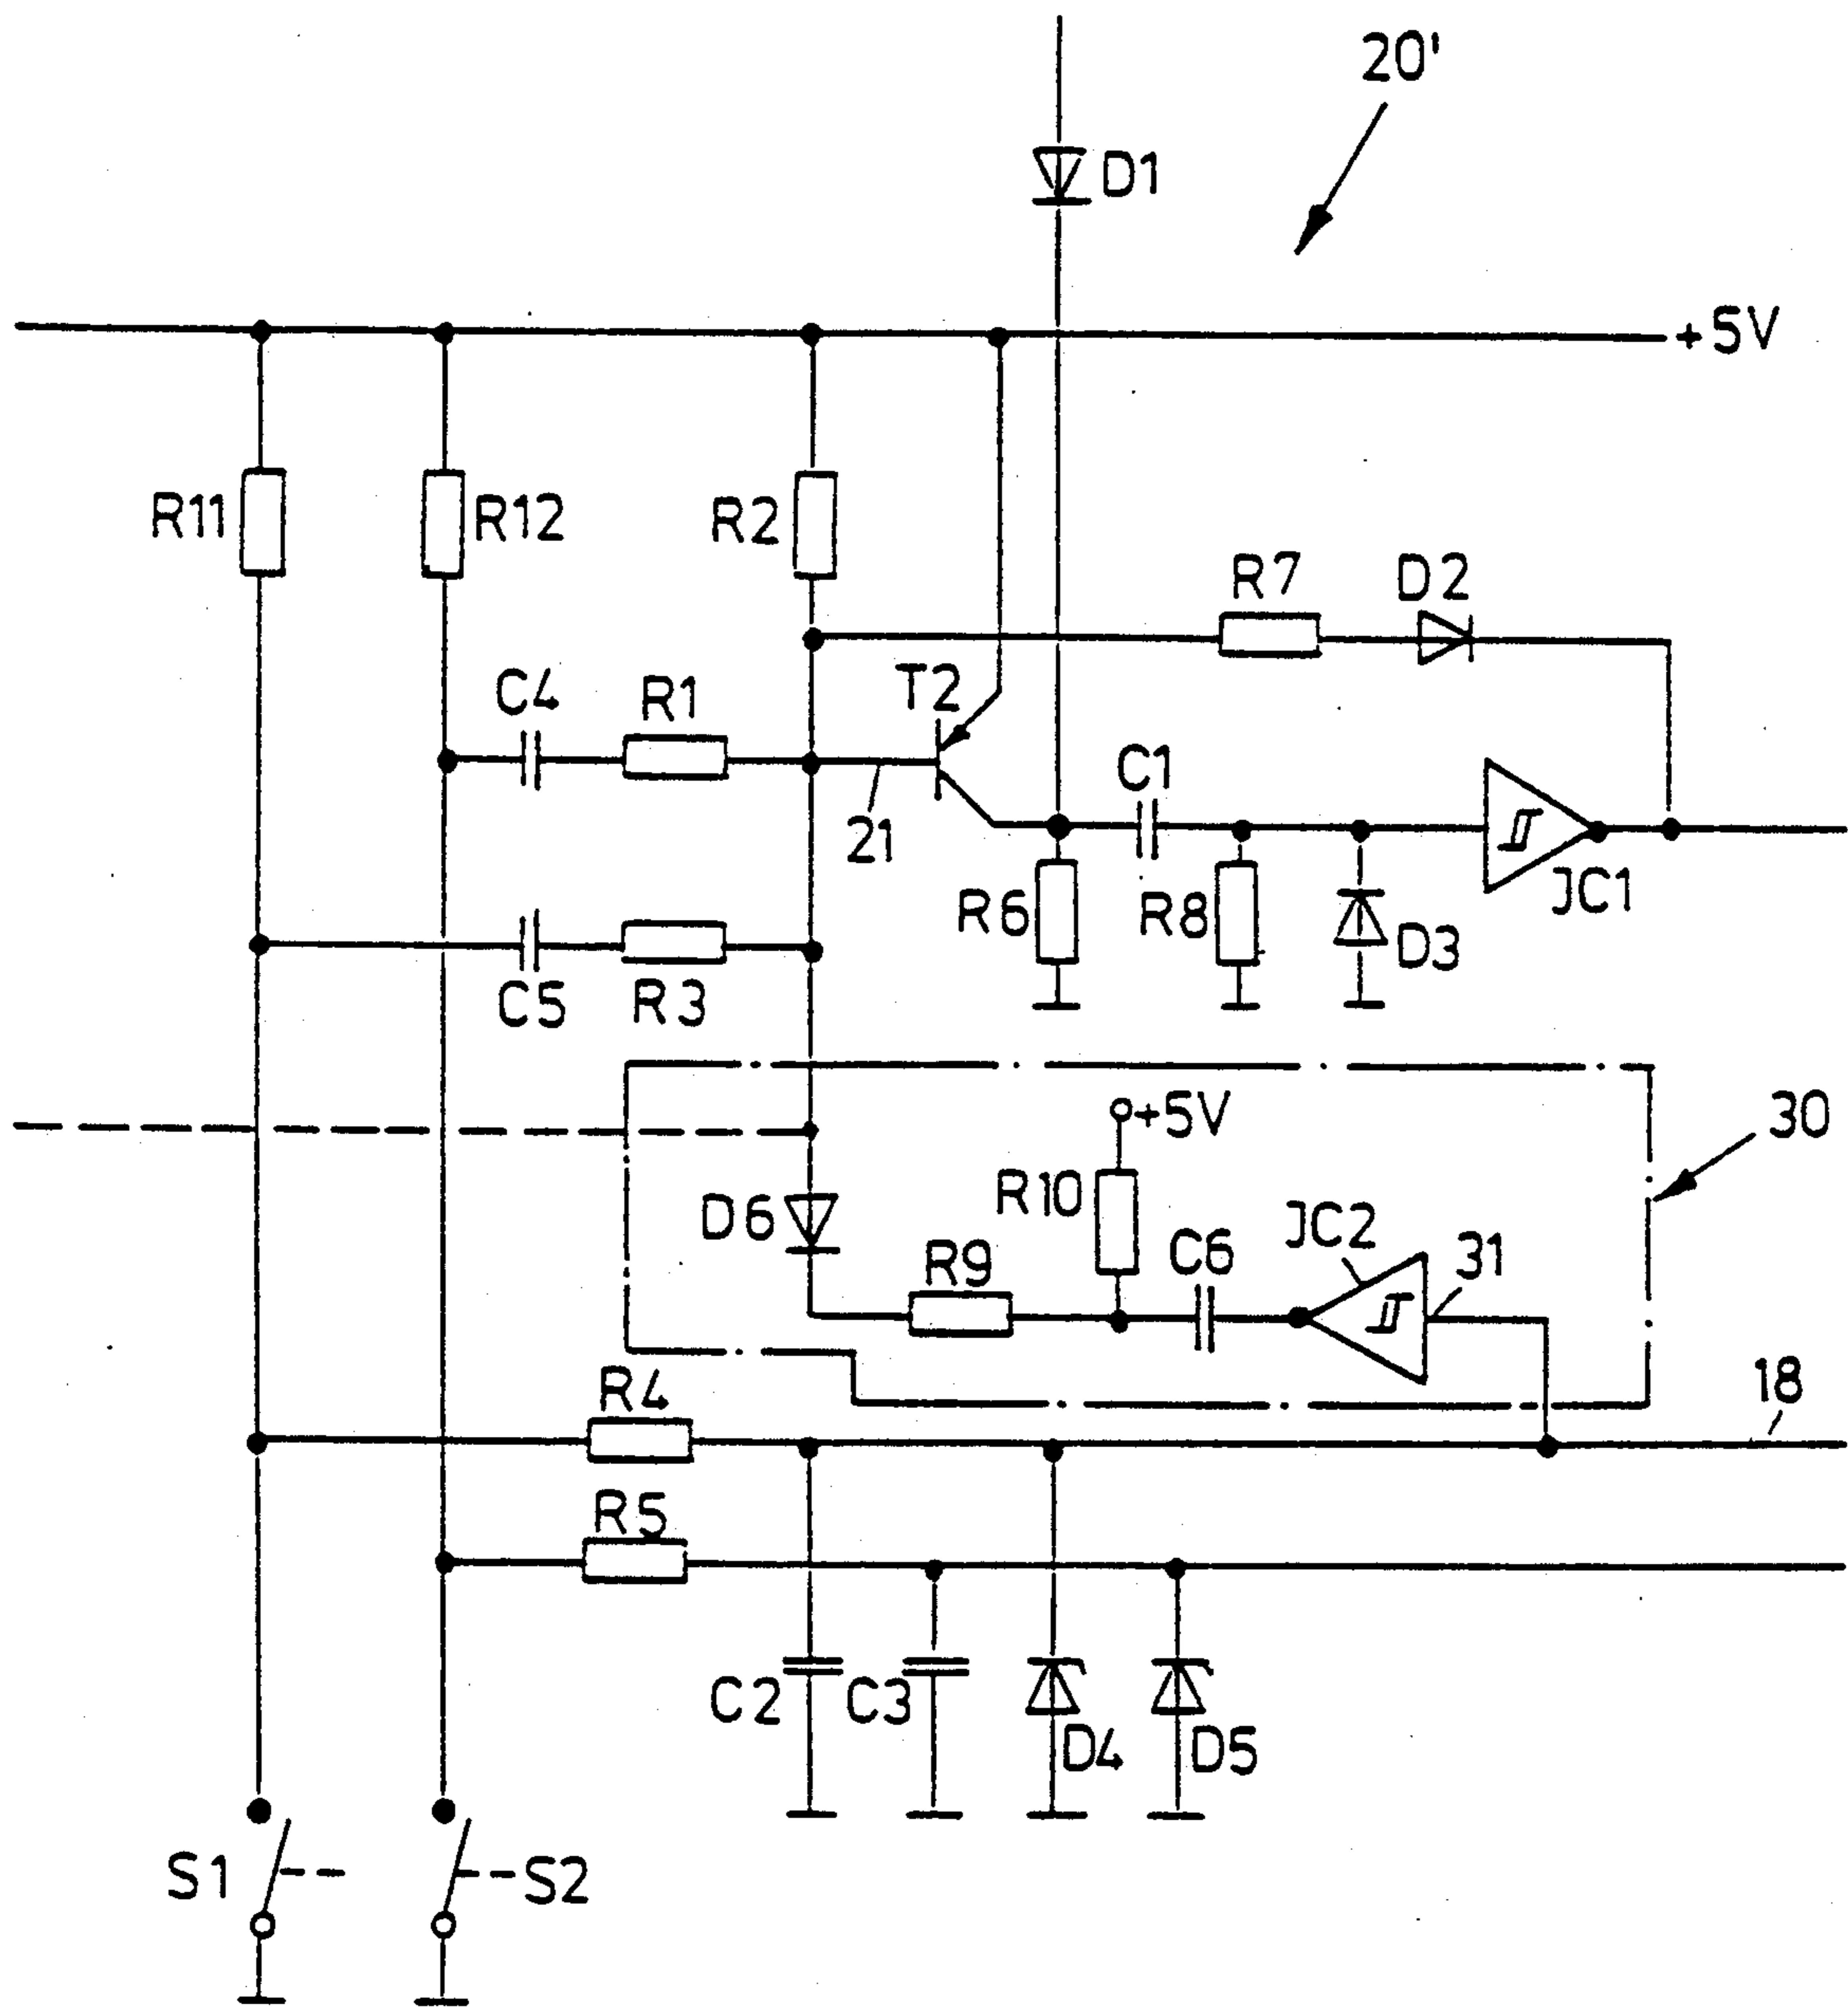 20'
D1
+5V
R11
R12
R2
R7
D2
C4
R1
T2
C1
21
R6
R8
D3
JC1
C5
R3
+5V
30
R10
D6
JC2
31
R9
C6
R4
18
R5
C2
C3
D4
D5
S1
S2